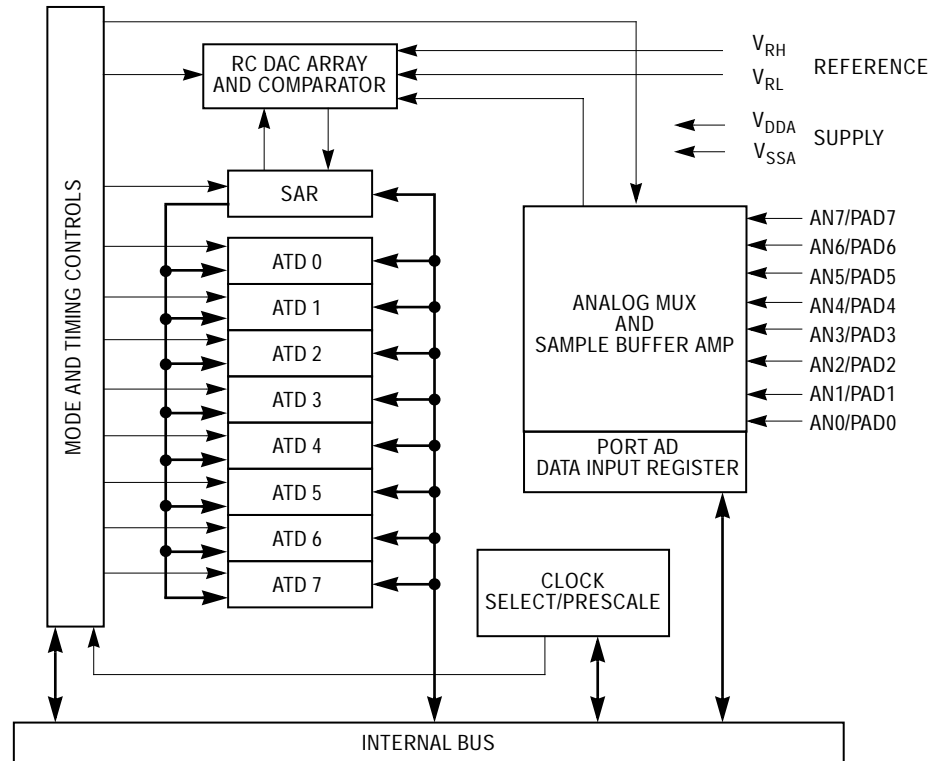 MODE AND TIMING CONTROLS
RC DAC ARRAY
AND COMPARATOR
V_RH
V_RL
REFERENCE
V_DDA
V_SSA
SUPPLY
SAR
ATD 0
ATD 1
ATD 2
ATD 3
ATD 4
ATD 5
ATD 6
ATD 7
ANALOG MUX
AND
SAMPLE BUFFER AMP
AN7/PAD7
AN6/PAD6
AN5/PAD5
AN4/PAD4
AN3/PAD3
AN2/PAD2
AN1/PAD1
AN0/PAD0
PORT AD
DATA INPUT REGISTER
CLOCK
SELECT/PRESCALE
INTERNAL BUS